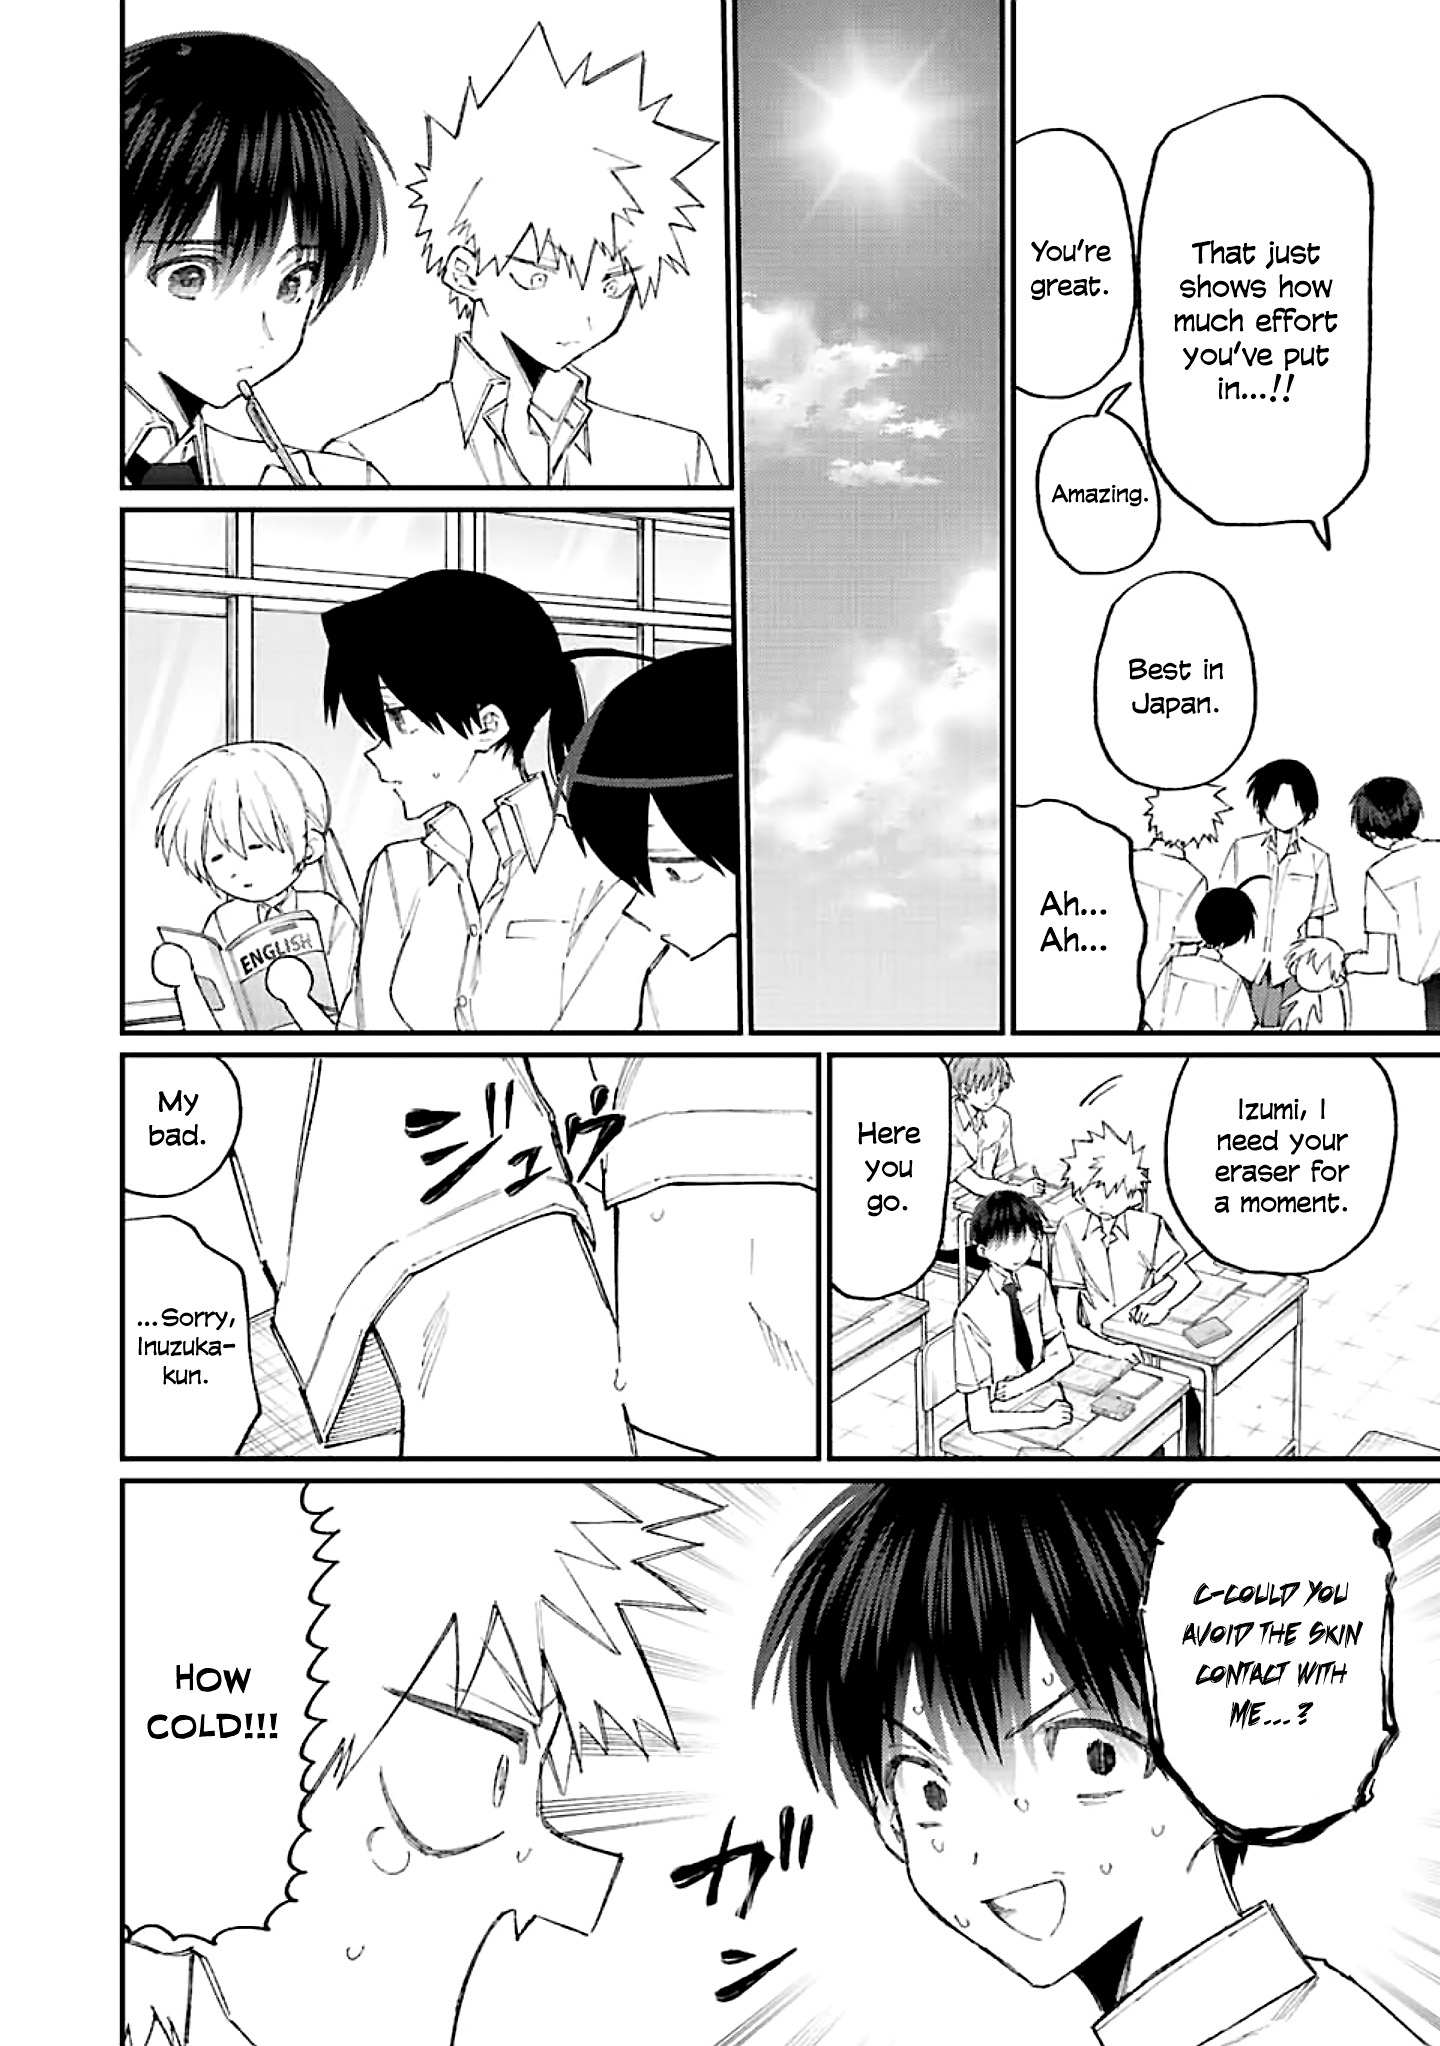 That just
shows how
much effort
you've put
in...!!
You're
great.
Amazing.
Best in
Japan.
Ah...
Ah...
ENGLISH
Izumi, I
need your
eraser for
a moment.
Here
you
go.
ジュウ
My
bad.
...Sorry,
Inuzuka-
kun.
C-COULD YOU
AVOID THE SKIN
CONTACT WITH
ME...?
ガーン
HOW
COLD!!!